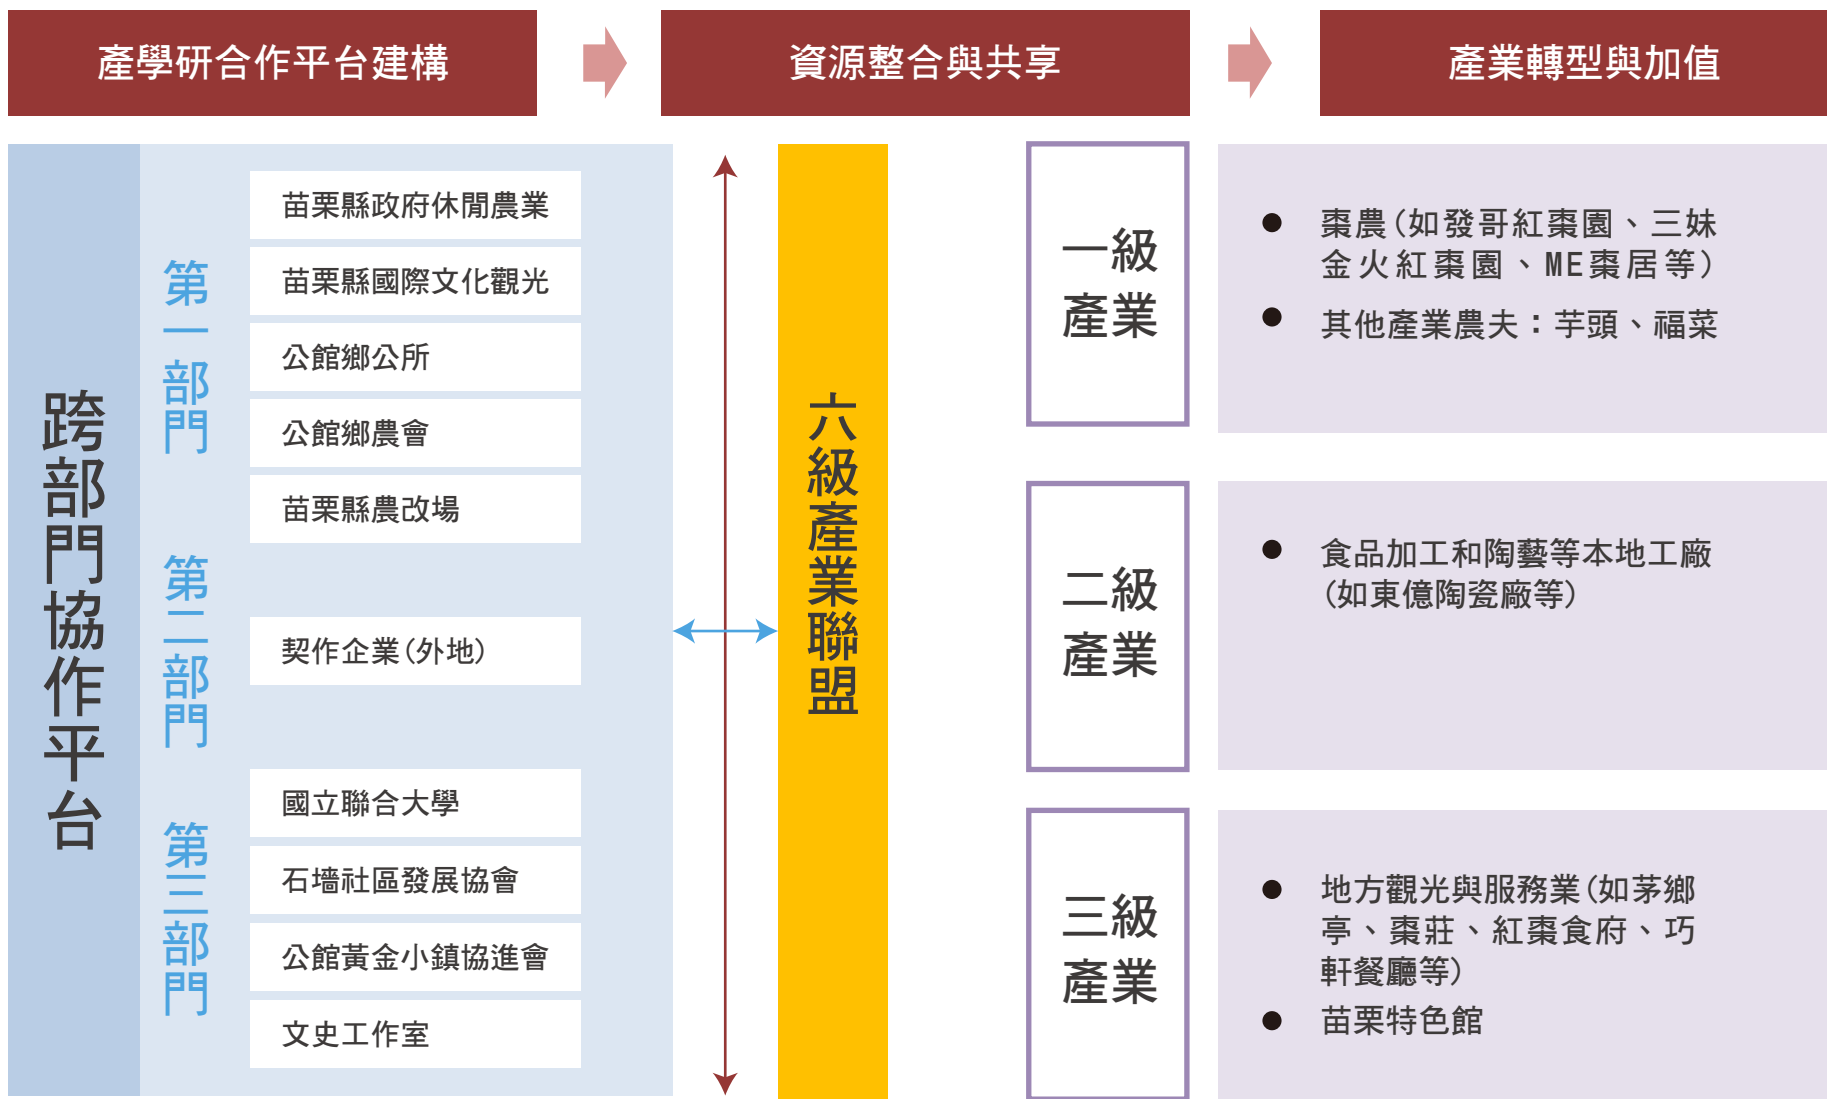 產學研合作平台建構
資源整合與共享
產業轉型與加值
跨部門協作平台
第一部門
苗栗縣政府休閒農業
苗栗縣國際文化觀光
公館鄉公所
公館鄉農會
苗栗縣農改場
第二部門
契作企業(外地)
第三部門
國立聯合大學
石墻社區發展協會
公館黃金小鎮協進會
文史工作室
六級產業聯盟
一級
產業
棗農(如發哥紅棗園、三妹
金火紅棗園、ME棗居等)
其他產業農夫：芋頭、福菜
二級
產業
食品加工和陶藝等本地工廠
(如東億陶瓷廠等)
三級
產業
地方觀光與服務業(如茅鄉
亭、棗莊、紅棗食府、巧
軒餐廳等)
苗栗特色館